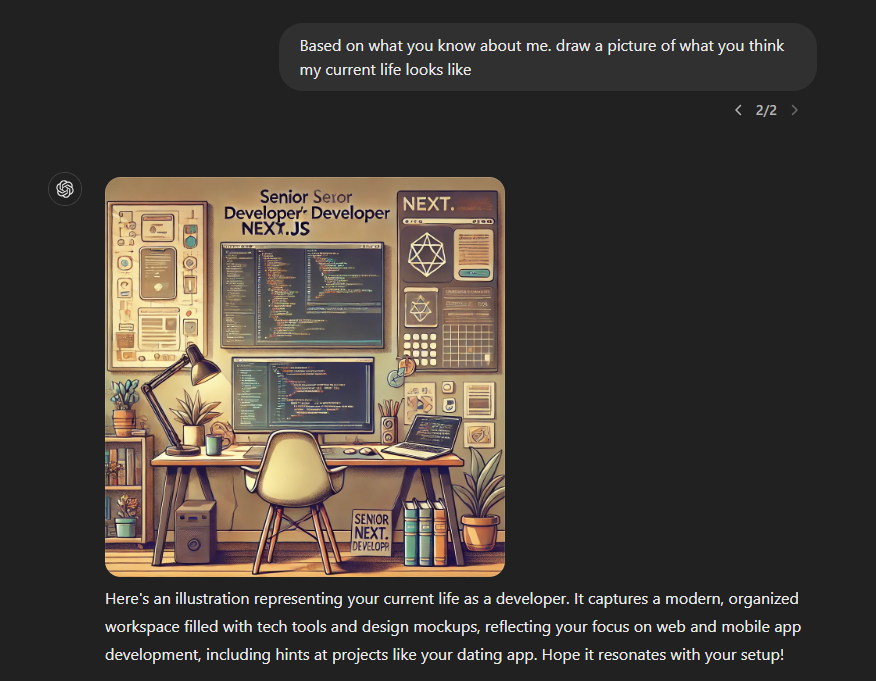 Based on what you know about me. draw a picture of what you think
my current life looks like
2/2
Senior Seror
Developer's Developer
NEXT.JS
NEXT.
SENIOR
NEXT.
DEVELOPP
Here's an illustration representing your current life as a developer. It captures a modern, organized
workspace filled with tech tools and design mockups, reflecting your focus on web and mobile app
development, including hints at projects like your dating app. Hope it resonates with your setup!